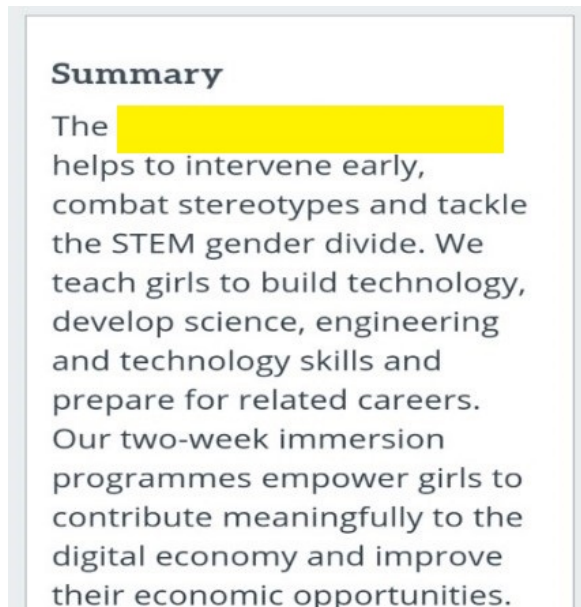 Summary
The
helps to intervene early,
combat stereotypes and tackle
the STEM gender divide. We
teach girls to build technology,
develop science, engineering
and technology skills and
prepare for related careers.
Our two-week immersion
programmes empower girls to
contribute meaningfully to the
digital economy and improve
their economic opportunities.